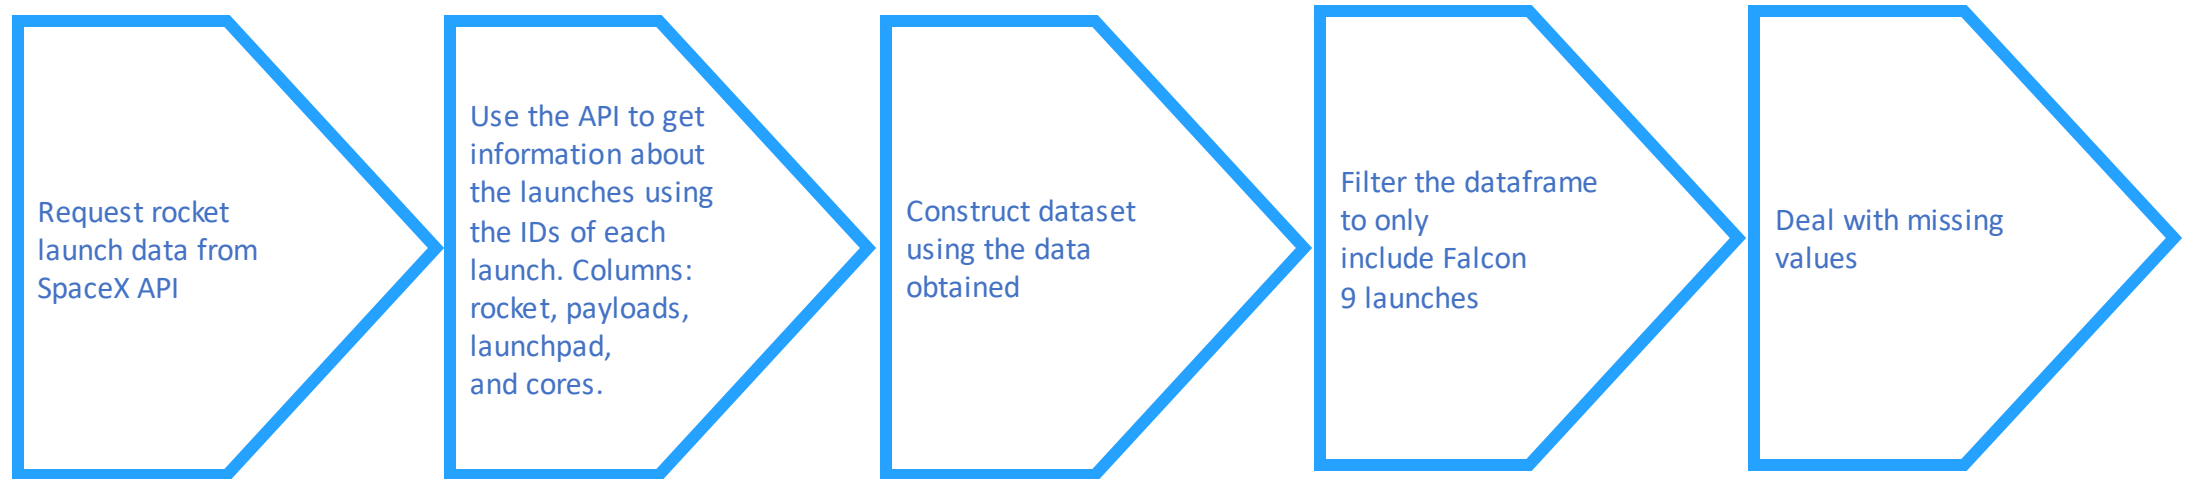 Request rocket
launch data from
SpaceX API
Use the API to get
information about
the launches using
the IDs of each
launch. Columns:
rocket, payloads,
launchpad,
and cores.
Construct dataset
using the data
obtained
Filter the dataframe
to only
include Falcon
9 launches
Deal with missing
values